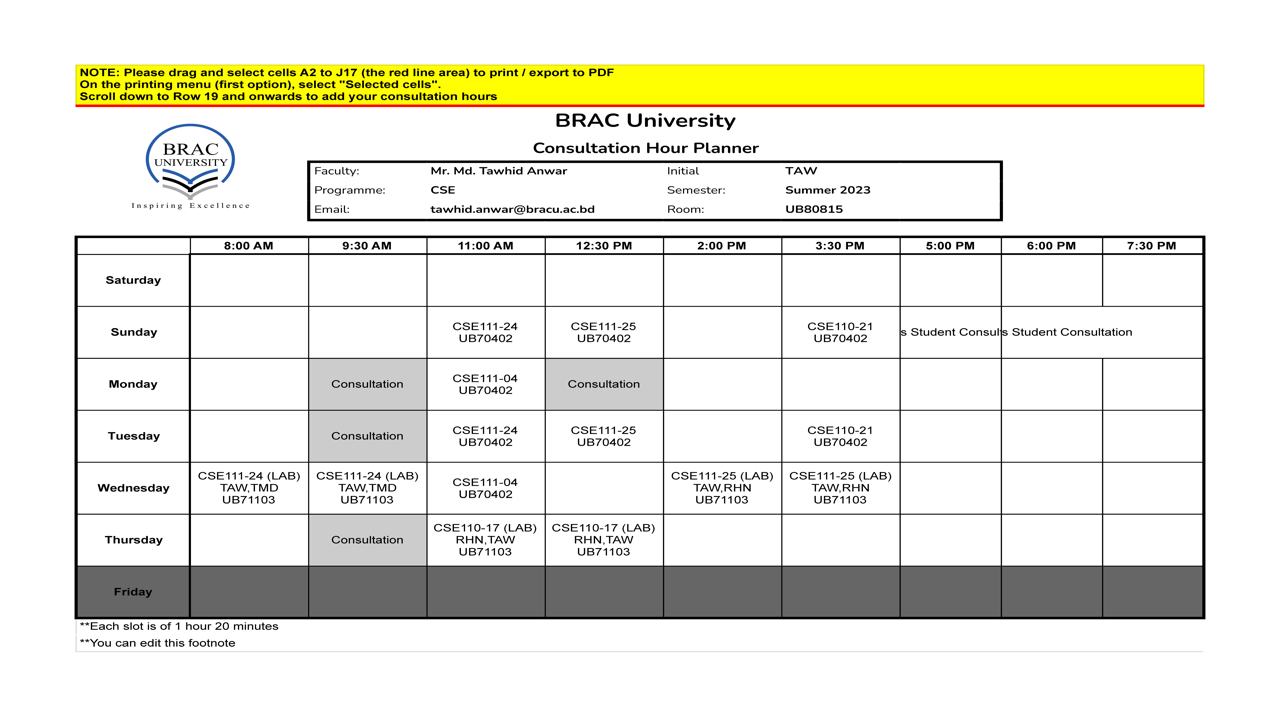 NOTE: Please drag and select cells A2 to J17 (the red line area) to print / export to PDF
On the printing menu (first option), select "Selected cells".
Scroll down to Row 19 and onwards to add your consultation hours
BRAC
UNIVERSITY
Inspiring Excellence
BRAC University
Consultation Hour Planner
Faculty: Mr. Md. Tawhid Anwar Initial TAW
Programme: CSE Semester: Summer 2023
Email: tawhid.anwar@bracu.ac.bd Room: UB80815
8:00 AM 9:30 AM 11:00 AM 12:30 PM 2:00 PM 3:30 PM 5:00 PM 6:00 PM 7:30 PM
Saturday
Sunday
CSE111-24
UB70402
CSE111-25
UB70402
CSE110-21
UB70402
s Student Consul
s Student Consultation
Monday
Consultation
CSE111-04
UB70402
Consultation
Tuesday
Consultation
CSE111-24
UB70402
CSE111-25
UB70402
CSE110-21
UB70402
Wednesday
CSE111-24 (LAB)
TAW,TMD
UB71103
CSE111-24 (LAB)
TAW,TMD
UB71103
CSE111-04
UB70402
CSE111-25 (LAB)
TAW,RHN
UB71103
CSE111-25 (LAB)
TAW,RHN
UB71103
Thursday
Consultation
CSE110-17 (LAB)
RHN,TAW
UB71103
CSE110-17 (LAB)
RHN,TAW
UB71103
Friday
**Each slot is of 1 hour 20 minutes
**You can edit this footnote